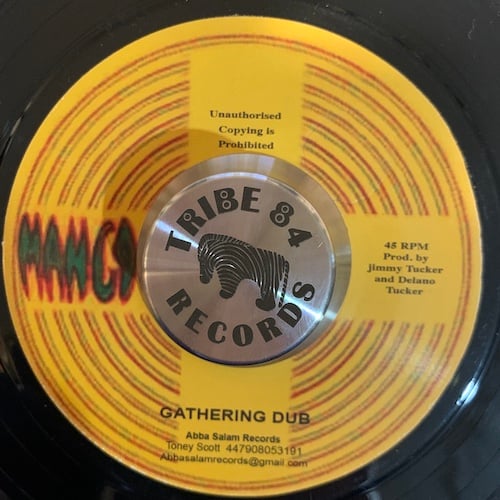 Unauthorised
Copying is
Prohibited
MANGO
TRIBE 84
RECORDS
45 RPM
Prod. by
Jimmy Tucker
and Delano
Tucker
GATHERING DUB
Abba Salam Records
Toney Scott 447908053191
Abbasalamrecords@gmail.com